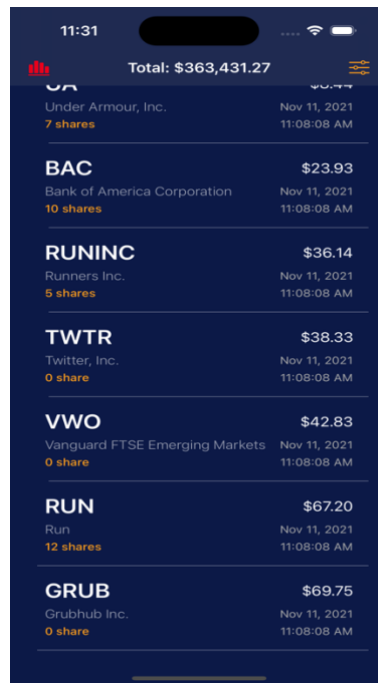 11:31
Total: $363,431.27
UA $8.44
Under Armour, Inc. Nov 11, 2021
7 shares 11:08:08 AM
BAC $23.93
Bank of America Corporation Nov 11, 2021
10 shares 11:08:08 AM
RUNINC $36.14
Runners Inc. Nov 11, 2021
5 shares 11:08:08 AM
TWTR $38.33
Twitter, Inc. Nov 11, 2021
0 share 11:08:08 AM
VWO $42.83
Vanguard FTSE Emerging Markets Nov 11, 2021
0 share 11:08:08 AM
RUN $67.20
Run Nov 11, 2021
12 shares 11:08:08 AM
GRUB $69.75
Grubhub Inc. Nov 11, 2021
0 share 11:08:08 AM